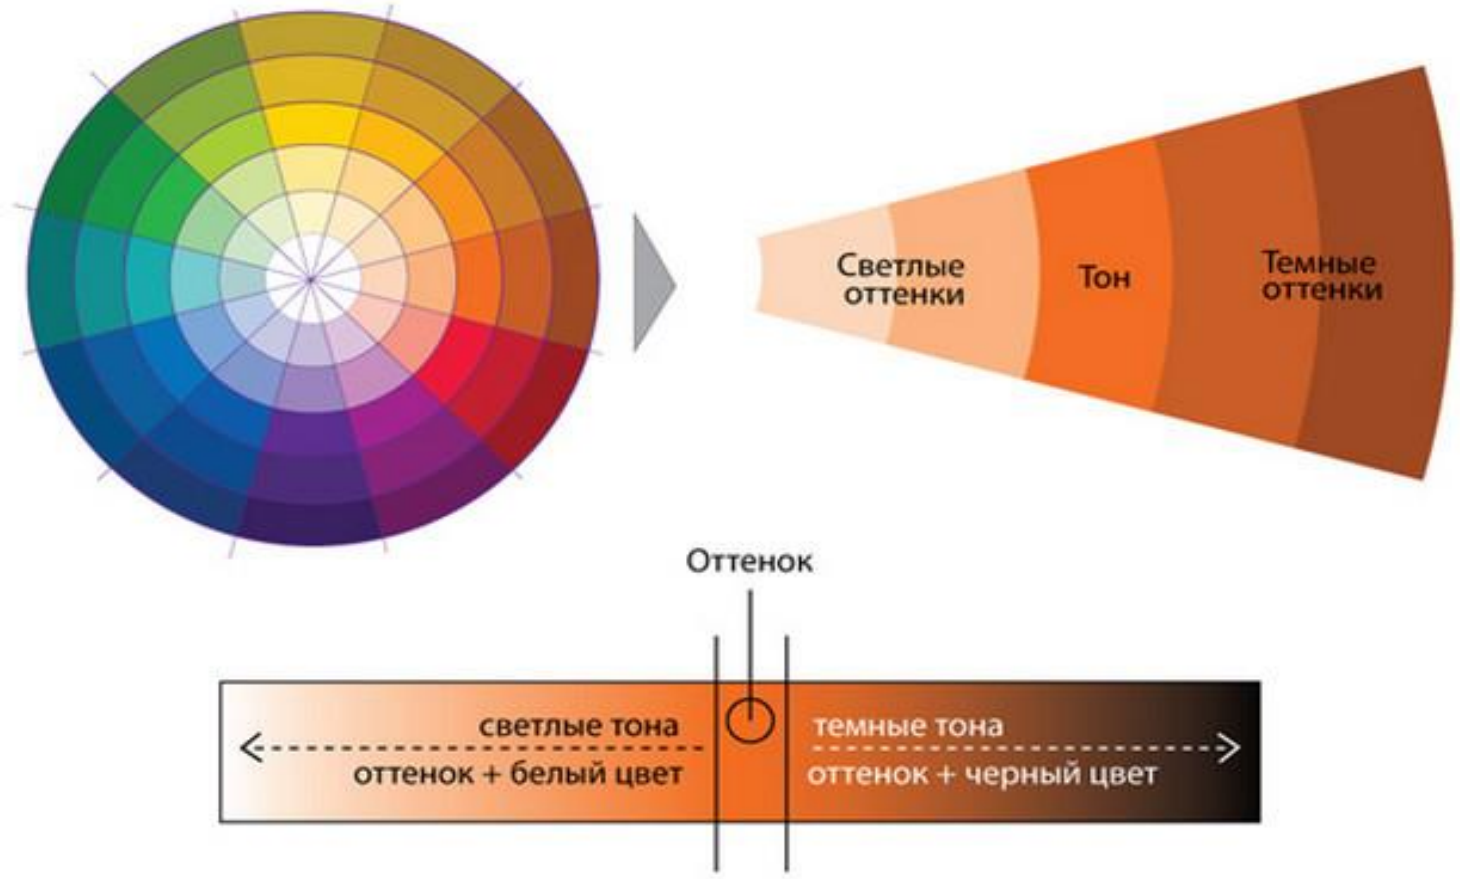 Светлые
оттенки
Тон
Темные
оттенки
Оттенок
светлые тона
оттенок + белый цвет
темные тона
оттенок + черный цвет